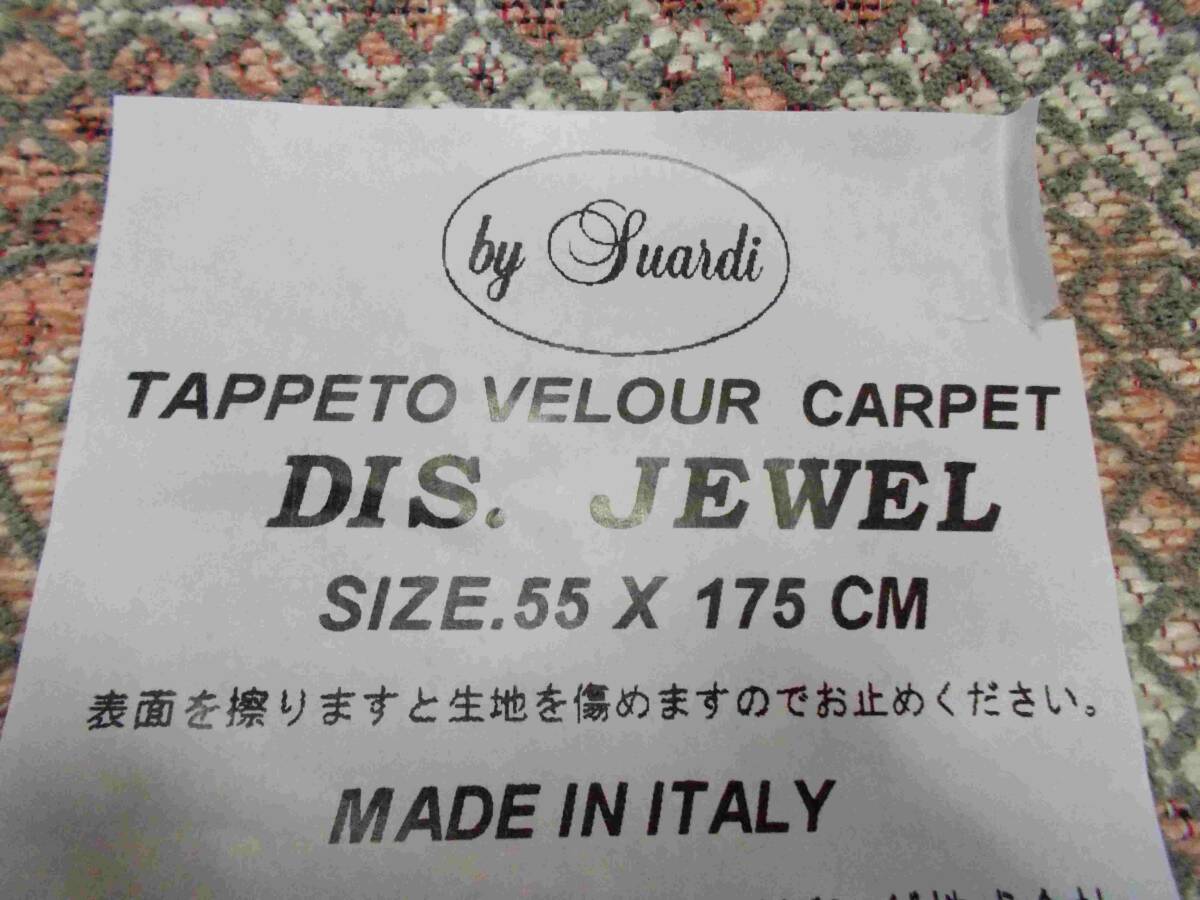 by Suardi
TAPPETO VELOUR CARPET
DIS. JEWEL
SIZE.55 X 175 CM
表面を擦りますと生地を傷めますのでお止めください。
MADE IN ITALY